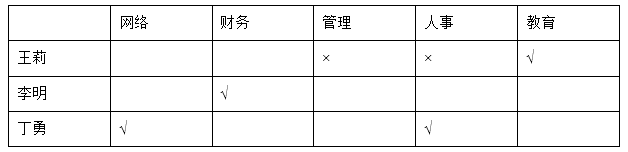 网络 财务 管理 人事 教育
王莉 × × √
李明 √
丁勇 √ √